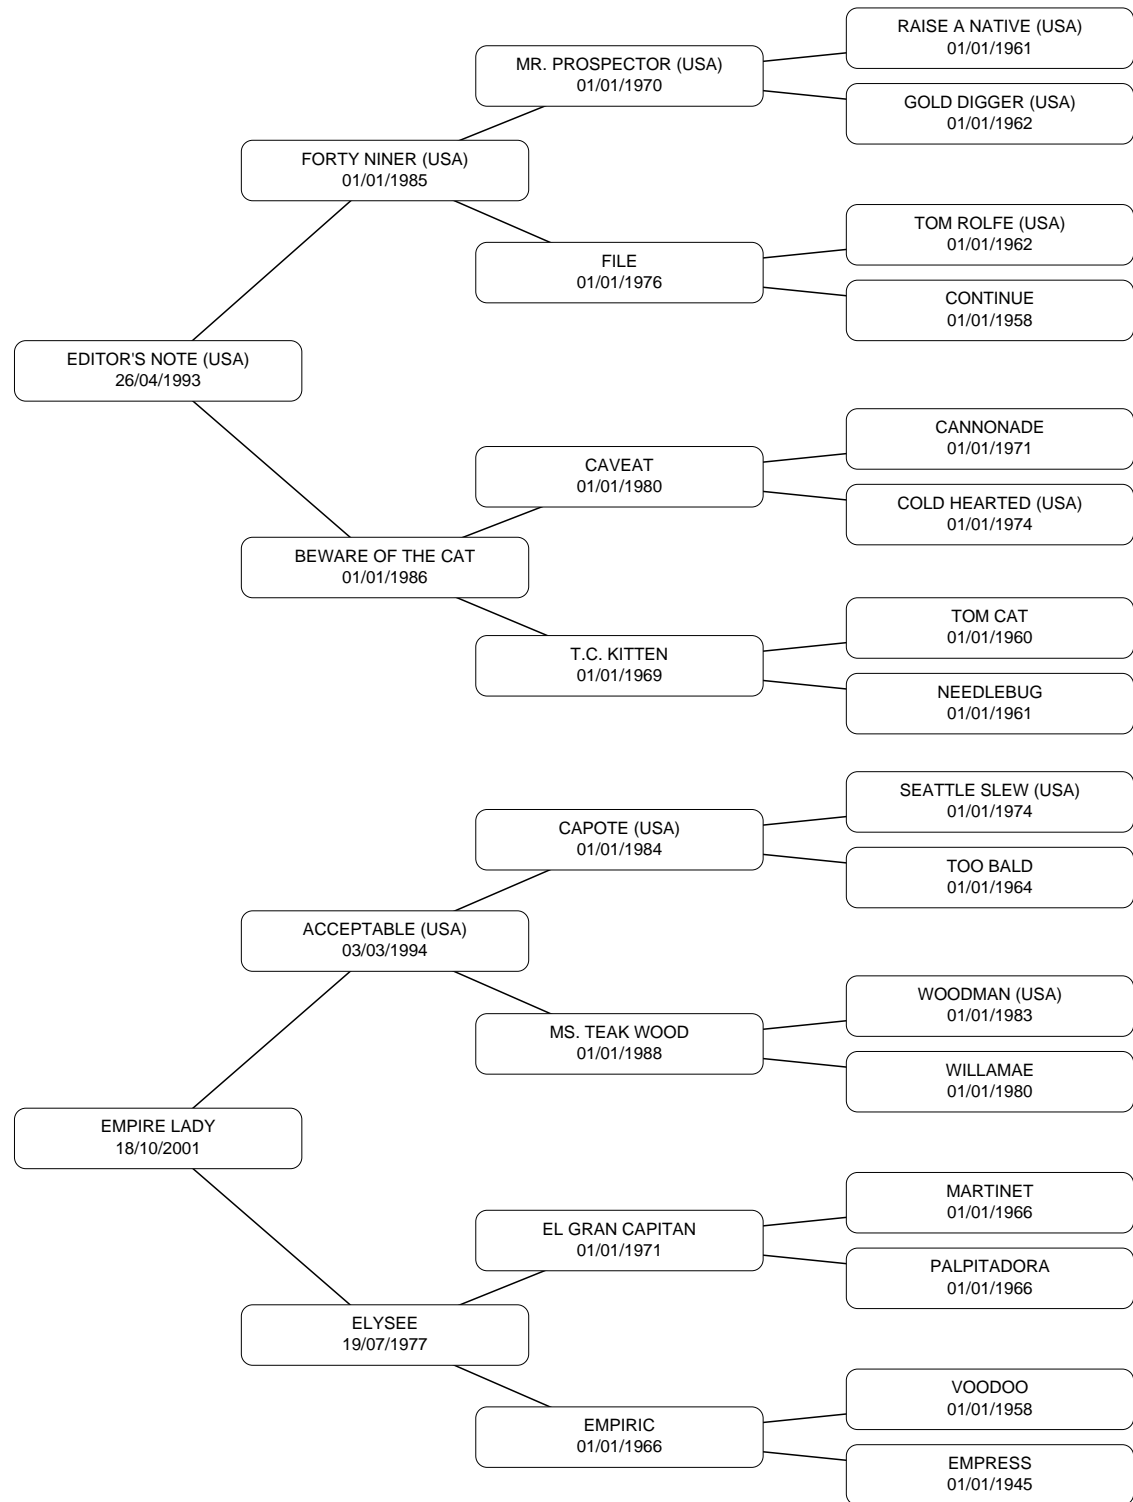 RAISE A NATIVE (USA)
01/01/1961
MR. PROSPECTOR (USA)
01/01/1970
GOLD DIGGER (USA)
01/01/1962
FORTY NINER (USA)
01/01/1985
TOM ROLFE (USA)
01/01/1962
FILE
01/01/1976
CONTINUE
01/01/1958
EDITOR'S NOTE (USA)
26/04/1993
CANNONADE
01/01/1971
CAVEAT
01/01/1980
COLD HEARTED (USA)
01/01/1974
BEWARE OF THE CAT
01/01/1986
TOM CAT
01/01/1960
T.C. KITTEN
01/01/1969
NEEDLEBUG
01/01/1961
SEATTLE SLEW (USA)
01/01/1974
CAPOTE (USA)
01/01/1984
TOO BALD
01/01/1964
ACCEPTABLE (USA)
03/03/1994
WOODMAN (USA)
01/01/1983
MS. TEAK WOOD
01/01/1988
WILLAMAE
01/01/1980
EMPIRE LADY
18/10/2001
MARTINET
01/01/1966
EL GRAN CAPITAN
01/01/1971
PALPITADORA
01/01/1966
ELYSEE
19/07/1977
VOODOO
01/01/1958
EMPIRIC
01/01/1966
EMPRESS
01/01/1945